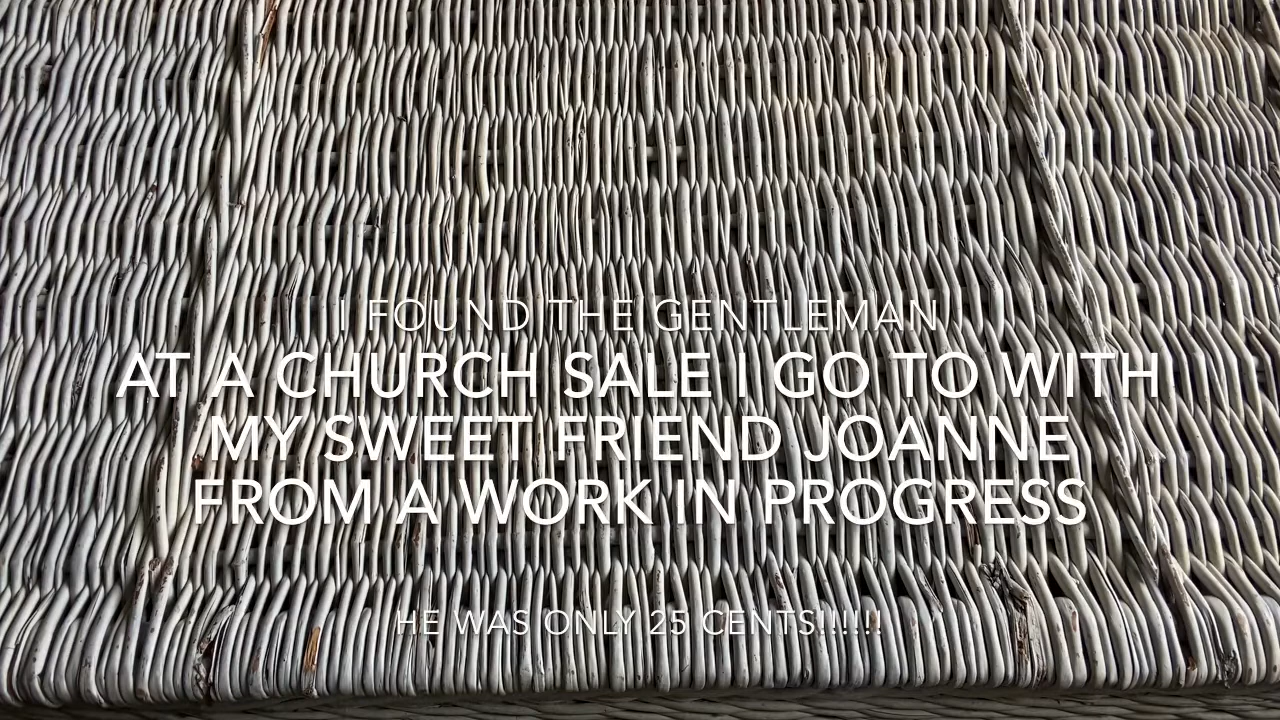 I FOUND THE GENTLEMAN
AT A CHURCH SALE I GO TO WITH
MY SWEET FRIEND JOANNE
FROM A WORK IN PROGRESS
HE WAS ONLY 25 CENTS!!!!!!